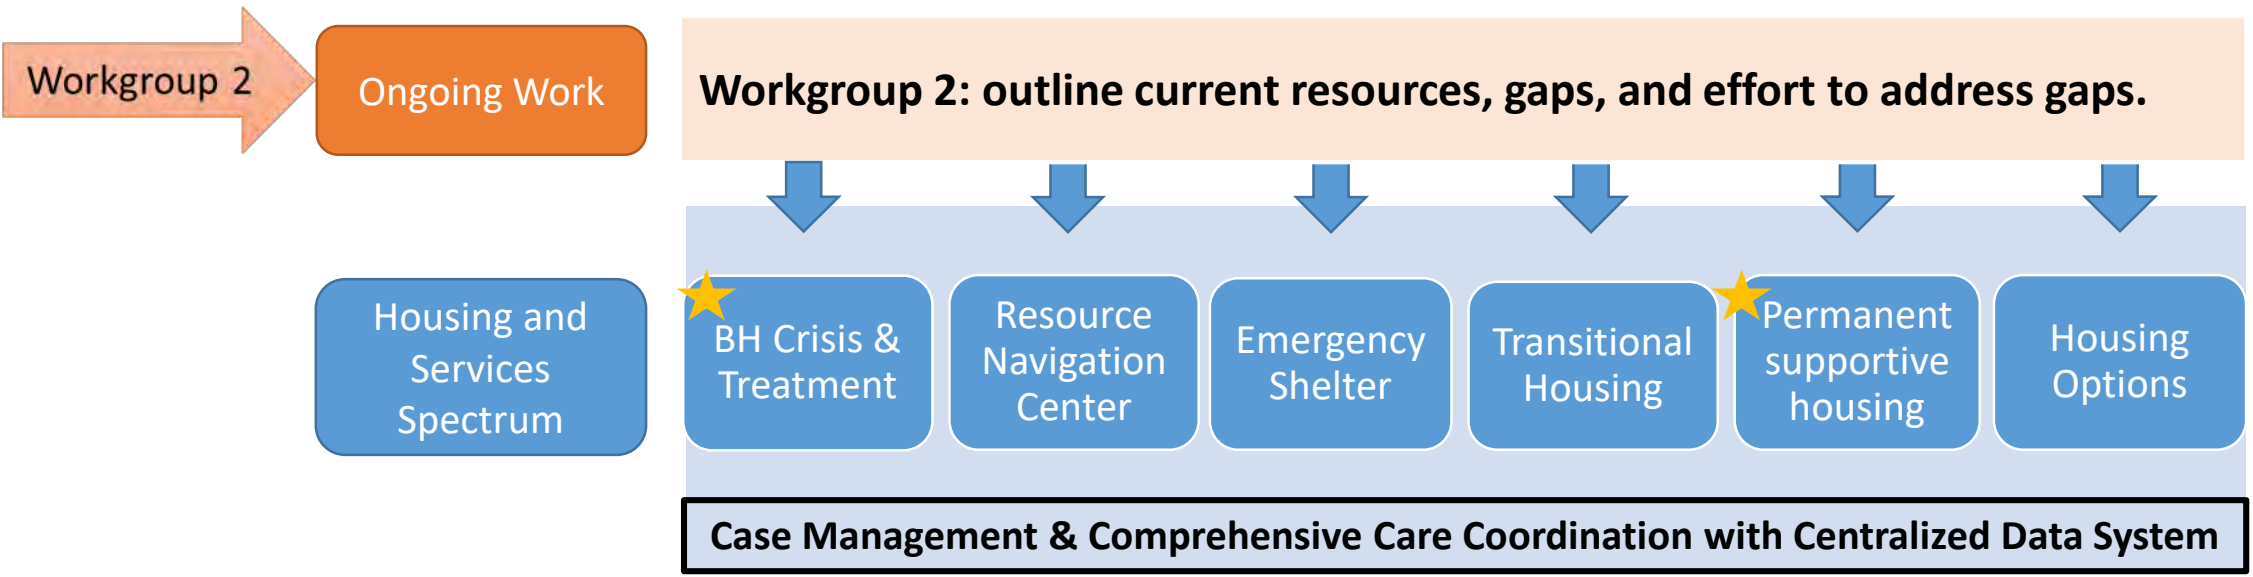 Workgroup 2
Ongoing Work
Workgroup 2: outline current resources, gaps, and effort to address gaps.
Housing and
Services
Spectrum
BH Crisis &
Treatment
Resource
Navigation
Center
Emergency
Shelter
Transitional
Housing
Permanent
supportive
housing
Housing
Options
Case Management & Comprehensive Care Coordination with Centralized Data System